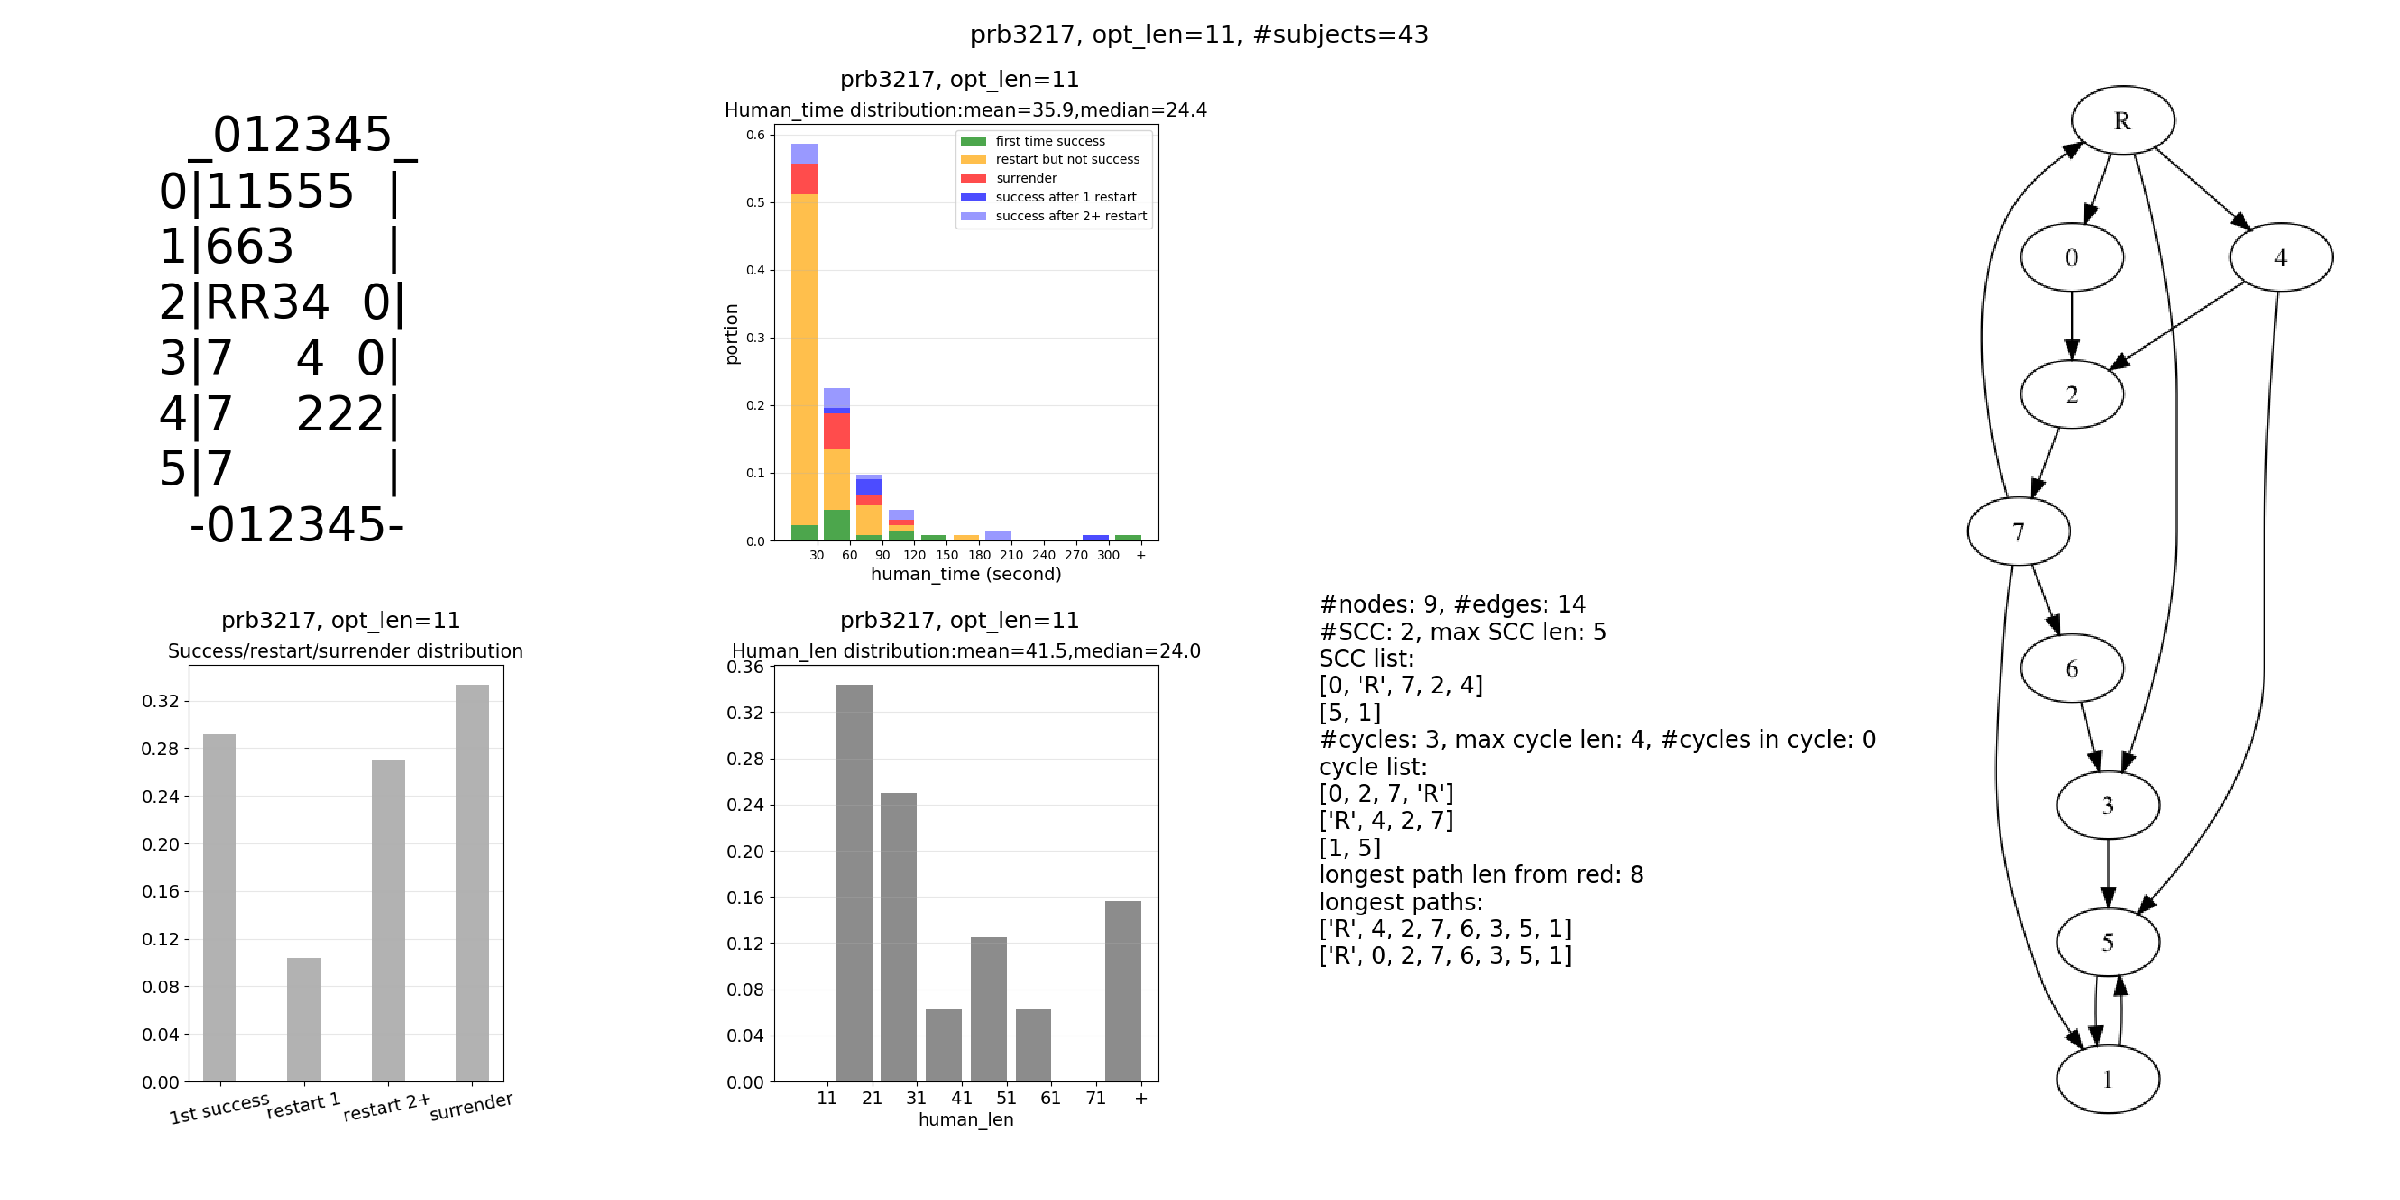 prb3217, opt_len=11, #subjects=43
_012345_
0|11555  |
1|663      |
2|RR34  0|
3|7    4  0|
4|7    222|
5|7          |
-012345-
prb3217, opt_len=11
Human_time distribution:mean=35.9,median=24.4
0.6
0.5
0.4
0.3
0.2
0.1
0.0
portion
first time success
restart but not success
surrender
success after 1 restart
success after 2+ restart
30 60 90 120 150 180 210 240 270 300 +
human_time (second)
prb3217, opt_len=11
Success/restart/surrender distribution
0.32
0.28
0.24
0.20
0.16
0.12
0.08
0.04
0.00
1st success restart 1 restart 2+ surrender
prb3217, opt_len=11
Human_len distribution:mean=41.5,median=24.0
0.36
0.32
0.28
0.24
0.20
0.16
0.12
0.08
0.04
0.00
11 21 31 41 51 61 71 +
human_len
#nodes: 9, #edges: 14
#SCC: 2, max SCC len: 5
SCC list:
[0, 'R', 7, 2, 4]
[5, 1]
#cycles: 3, max cycle len: 4, #cycles in cycle: 0
cycle list:
[0, 2, 7, 'R']
['R', 4, 2, 7]
[1, 5]
longest path len from red: 8
longest paths:
['R', 4, 2, 7, 6, 3, 5, 1]
['R', 0, 2, 7, 6, 3, 5, 1]
R
0 4
2
7
6
3
5
1